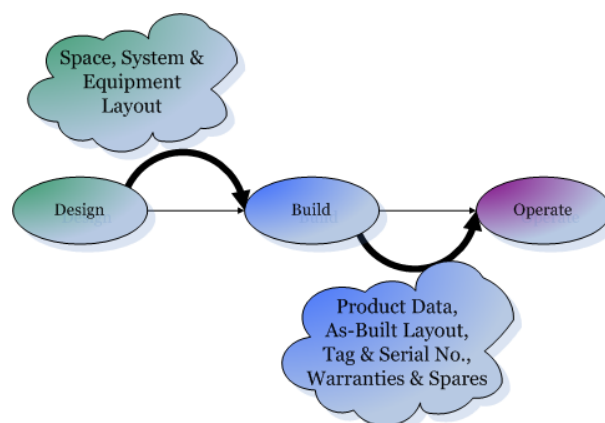 Space, System &
Equipment
Layout
Design
Build
Operate
Product Data,
As-Built Layout,
Tag & Serial No.,
Warranties & Spares